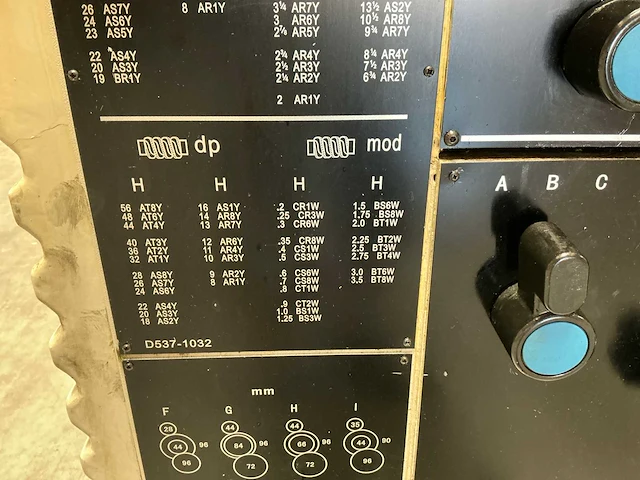 26 AS7Y 8 AR1Y 3¼ AR7Y 13½ AS2Y
24 AS6Y 3 AR6Y 10½ AR8Y
23 AS5Y 2⅞ AR5Y 9¾ AR7Y
22 AS4Y 2¾ AR4Y 8¼ AR4Y
20 AS3Y 2½ AR3Y 7½ AR3Y
19 BR1Y 2¼ AR2Y 6¾ AR2Y
2 AR1Y
dp mod
H H H H
56 AT8Y 16 AS1Y .2 CR1W 1.5 BS6W
48 AT6Y 14 AR8Y .25 CR3W 1.75 BS8W
44 AT4Y 13 AR7Y .3 CR6W 2.0 BT1W
40 AT3Y 12 AR6Y .35 CR8W 2.25 BT2W
36 AT2Y 11 AR4Y .4 CS1W 2.5 BT3W
32 AT1Y 10 AR3Y .5 CS3W 2.75 BT4W
28 AS8Y 9 AR2Y .6 CS6W 3.0 BT6W
26 AS7Y 8 AR1Y .7 CS8W 3.5 BT8W
24 AS6Y .8 CT1W
22 AS4Y .9 CT2W
20 AS3Y 1.0 BS1W
18 AS2Y 1.25 BS3W
D537-1032
mm
F G H I
28 44 44 35
44 96 84 96 66 96 44 90
96 72 72 96
A B C